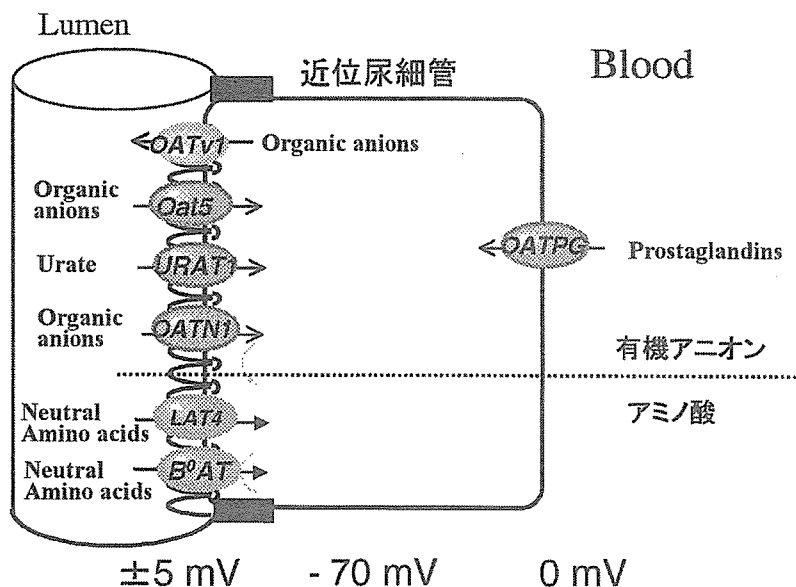 Lumen
近位尿細管
Blood
OATv1
Organic anions
Organic
anions
Oat5
Urate
URAT1
Organic
anions
OATN1
OATPG
Prostaglandins
有機アニオン
アミノ酸
Neutral
Amino acids
LAT4
Neutral
Amino acids
B⁰AT
±5 mV
- 70 mV
0 mV